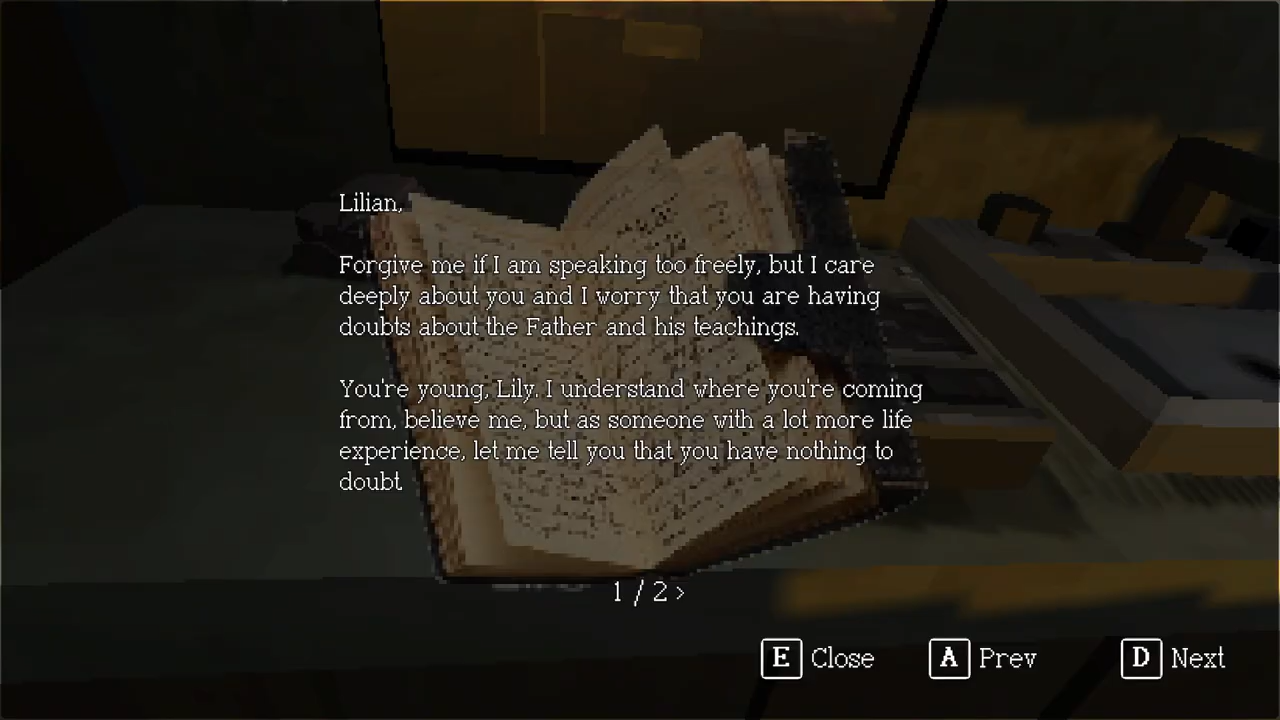 Lilian,
Forgive me if I am speaking too freely, but I care
deeply about you and I worry that you are having
doubts about the Father and his teachings.
You're young, Lily. I understand where you're coming
from, believe me, but as someone with a lot more life
experience, let me tell you that you have nothing to
doubt.
1 / 2 >
E Close A Prev D Next